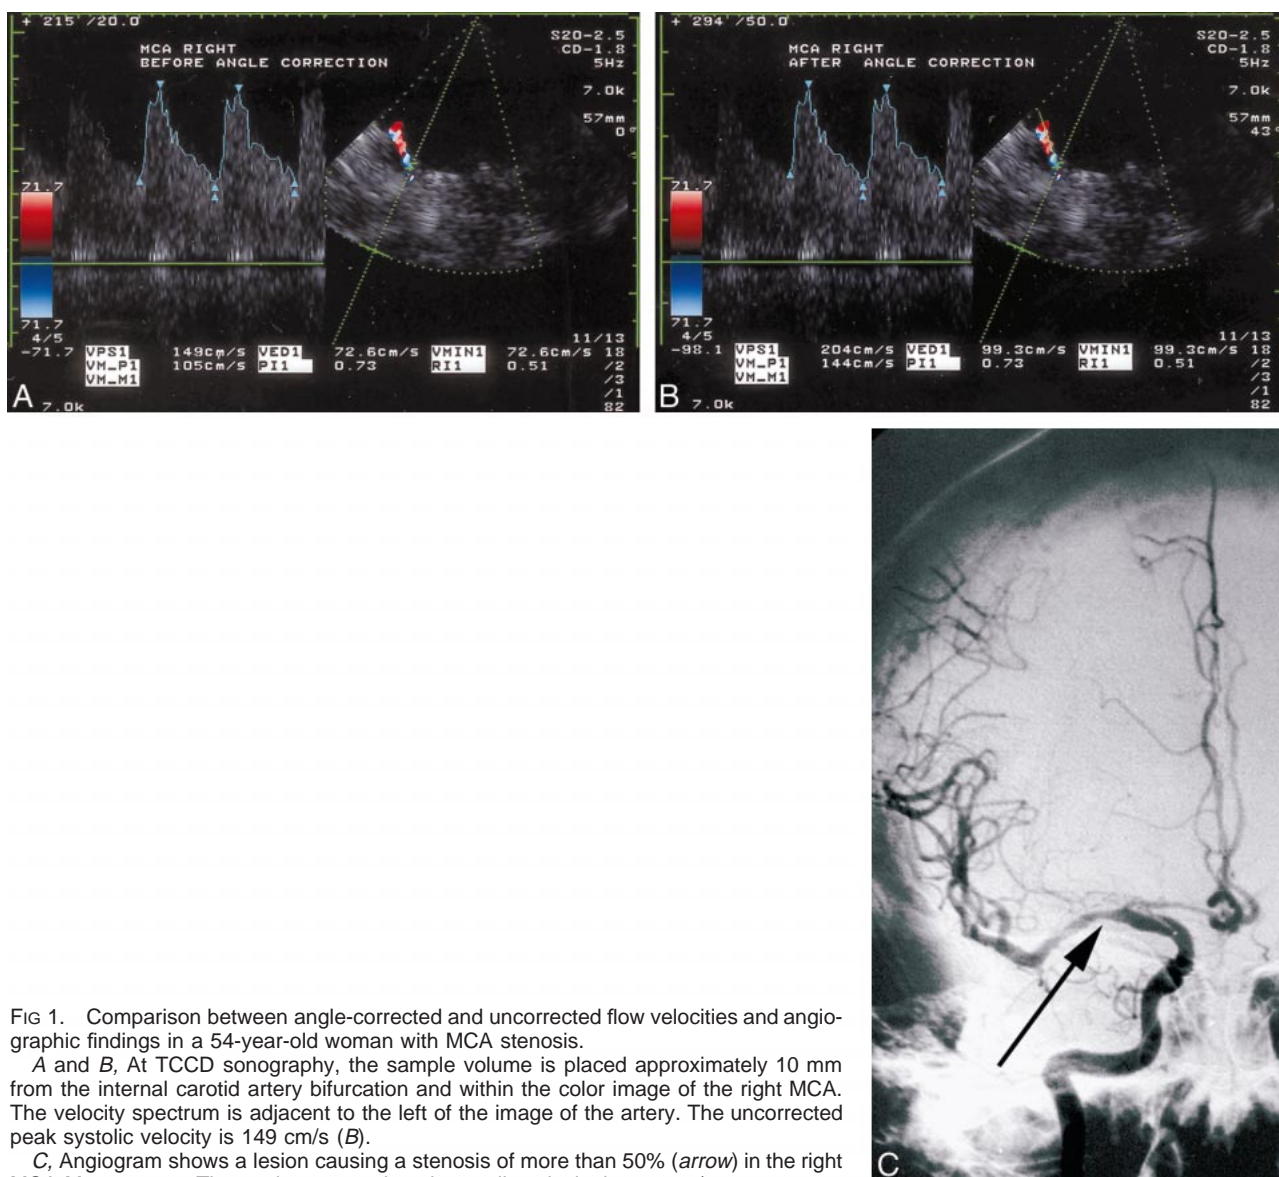 + 215 /20.0
S20-2.5
CD-1.8
5Hz
MCA RIGHT
BEFORE ANGLE CORRECTION
7.0k
57mm
0°
71.7
71.7
4/5
11/13
-71.7 VPS1 149cm/s VED1 72.6cm/s VMIN1 72.6cm/s 18
VM_P1 105cm/s PI1 0.73 RI1 0.51 /2
VM_M1 /3
/1
A 7.0k 82
+ 294 /50.0
S20-2.5
CD-1.8
5Hz
MCA RIGHT
AFTER ANGLE CORRECTION
7.0k
57mm
43°
71.7
71.7
4/5
11/13
-98.1 VPS1 204cm/s VED1 99.3cm/s VMIN1 99.3cm/s 18
VM_P1 144cm/s PI1 0.73 RI1 0.51 /2
VM_M1 /3
/1
B 7.0k 82
C
FIG 1. Comparison between angle-corrected and uncorrected flow velocities and angio-
graphic findings in a 54-year-old woman with MCA stenosis.
A and B, At TCCD sonography, the sample volume is placed approximately 10 mm
from the internal carotid artery bifurcation and within the color image of the right MCA.
The velocity spectrum is adjacent to the left of the image of the artery. The uncorrected
peak systolic velocity is 149 cm/s (B).
C, Angiogram shows a lesion causing a stenosis of more than 50% (arrow) in the right